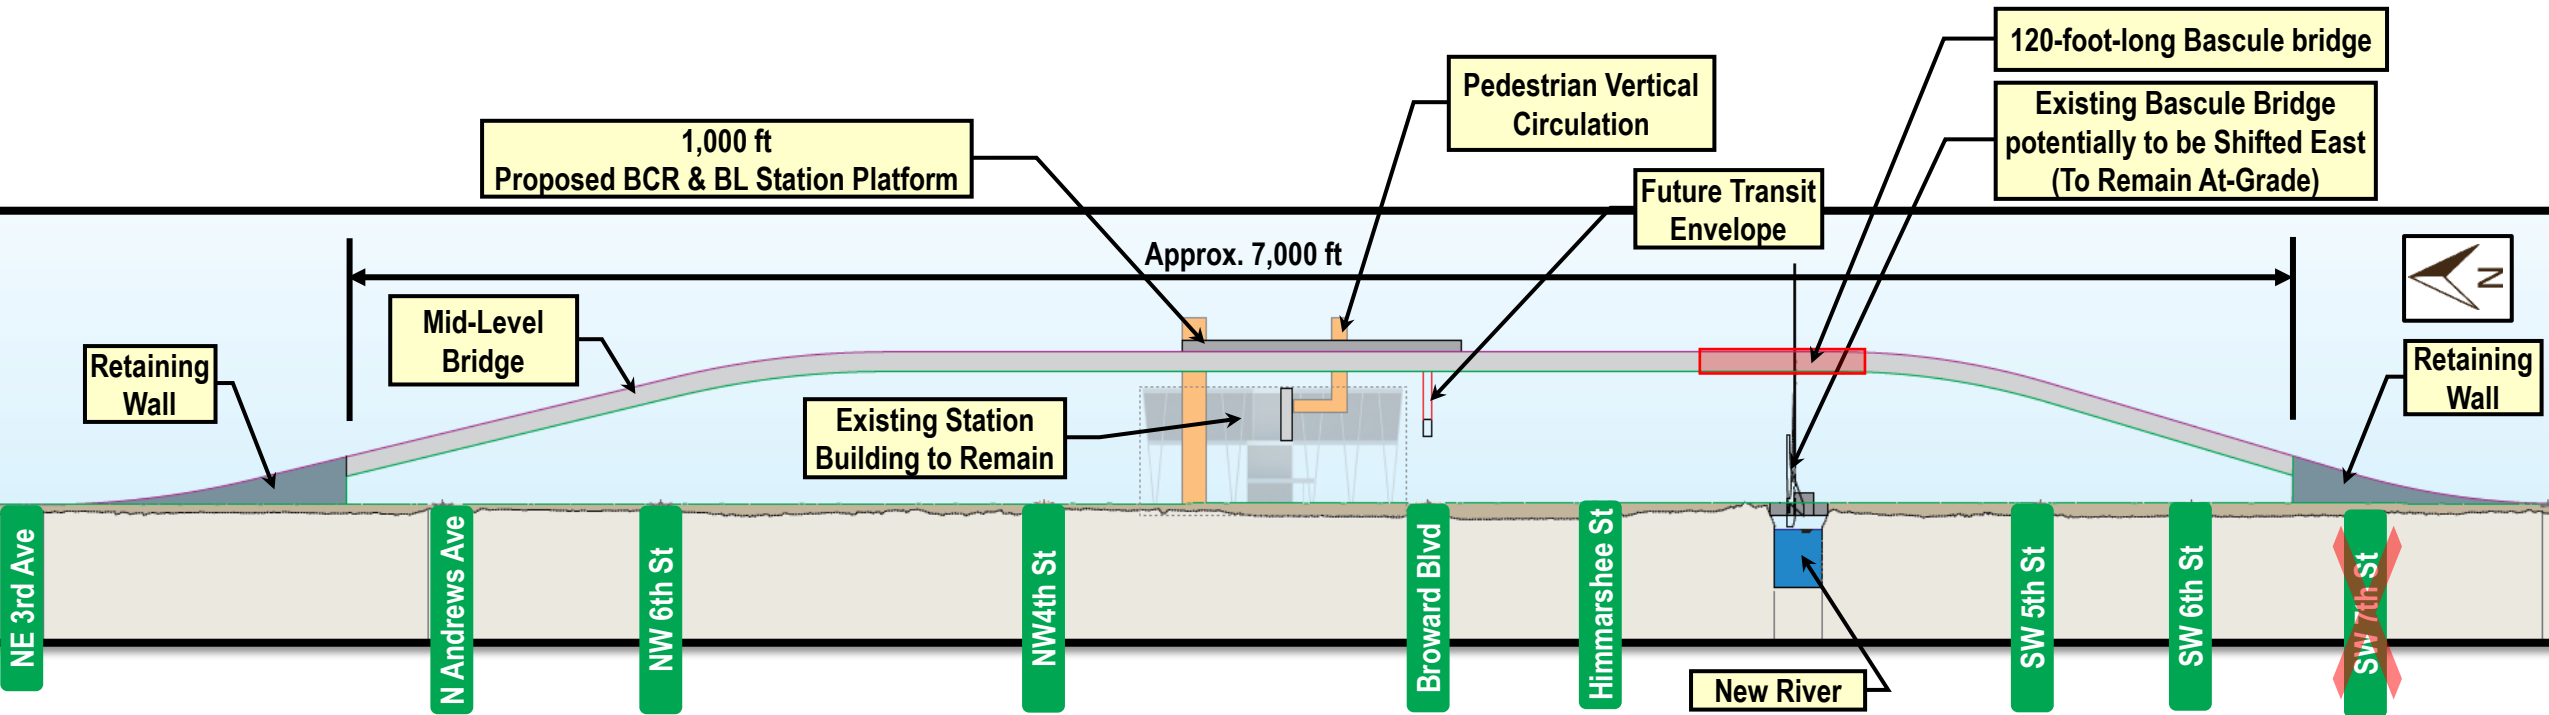 120-foot-long Bascule bridge
Pedestrian Vertical
Circulation
Existing Bascule Bridge
potentially to be Shifted East
(To Remain At-Grade)
1,000 ft
Proposed BCR & BL Station Platform
Future Transit
Envelope
Approx. 7,000 ft
N
Mid-Level
Bridge
Retaining
Wall
Retaining
Wall
Existing Station
Building to Remain
NE 3rd Ave
N Andrews Ave
NW 6th St
NW4th St
Broward Blvd
Himmarshee St
SW 5th St
SW 6th St
SW 7th St
New River